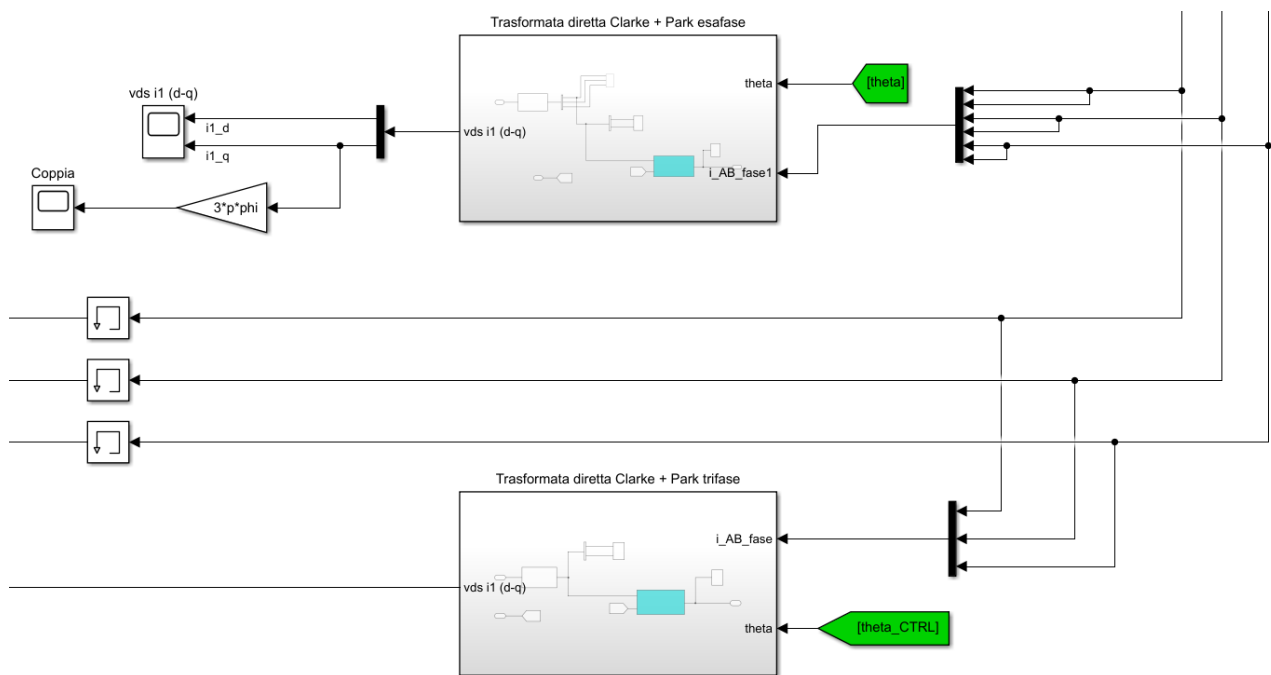 Trasformata diretta Clarke + Park esafase
theta
[theta]
vds i1 (d-q)
i1_d
i1_q
vds i1 (d-q)
i_AB_fase1
Coppia
3*p*phi
Trasformata diretta Clarke + Park trifase
i_AB_fase
vds i1 (d-q)
theta
[theta_CTRL]